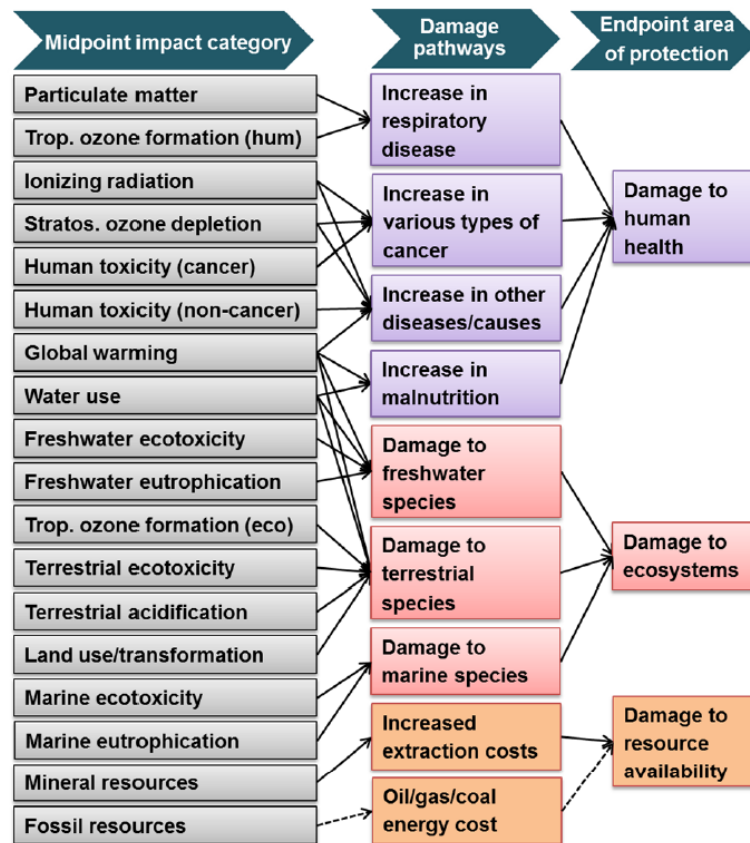 Midpoint impact category
Damage
pathways
Endpoint area
of protection
Particulate matter
Trop. ozone formation (hum)
Ionizing radiation
Stratos. ozone depletion
Human toxicity (cancer)
Human toxicity (non-cancer)
Global warming
Water use
Freshwater ecotoxicity
Freshwater eutrophication
Trop. ozone formation (eco)
Terrestrial ecotoxicity
Terrestrial acidification
Land use/transformation
Marine ecotoxicity
Marine eutrophication
Mineral resources
Fossil resources
Increase in
respiratory
disease
Increase in
various types of
cancer
Increase in other
diseases/causes
Increase in
malnutrition
Damage to
freshwater
species
Damage to
terrestrial
species
Damage to
marine species
Increased
extraction costs
Oil/gas/coal
energy cost
Damage to
human
health
Damage to
ecosystems
Damage to
resource
availability